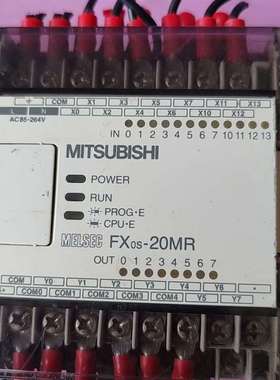 COM X1 X3 X5 X7 X11 X13
L N X0 X2 X4 X6 X10 X12
AC85-264V
IN 0 1 2 3 4 5 6 7 10 11 12 13
MITSUBISHI
POWER
RUN
PROG·E
CPU·E
MELSEC FX0S-20MR
OUT 0 1 2 3 4 5 6 7
COM Y0 Y1 Y2 Y3 Y4 Y6
COM0 COM1 COM2 COM3 COM4 Y5 Y7